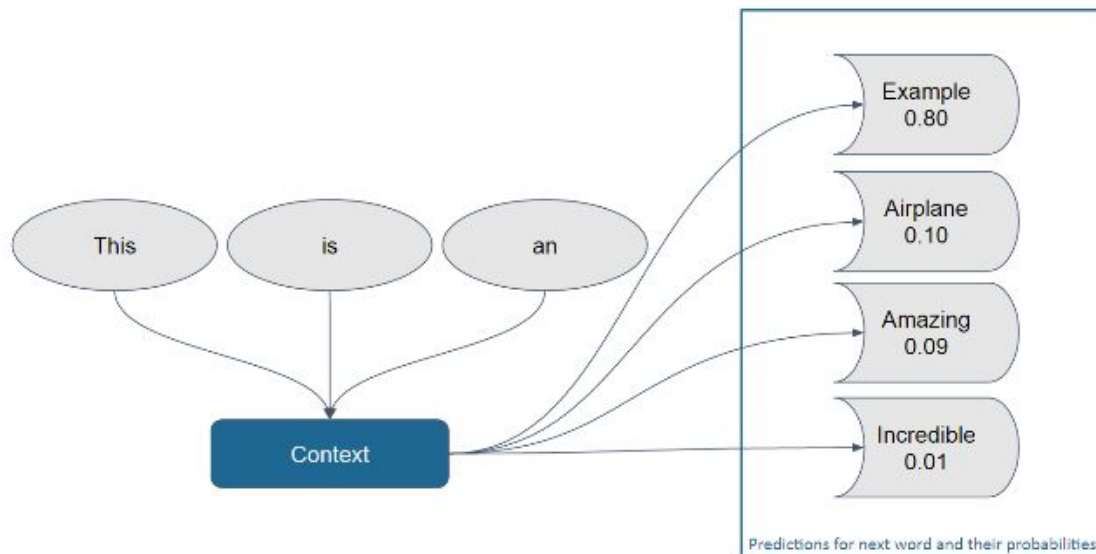 This
is
an
Context
Example
0.80
Airplane
0.10
Amazing
0.09
Incredible
0.01
Predictions for next word and their probabilities